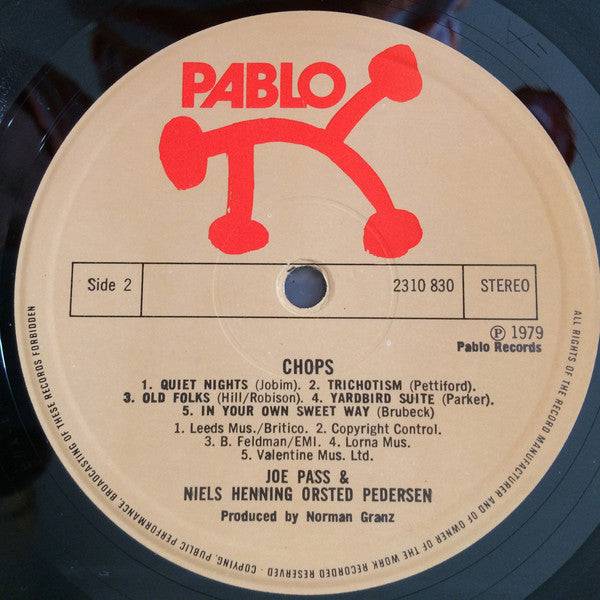 PABLO
Side 2
2310 830
STEREO
Ⓟ 1979
Pablo Records
CHOPS
1. QUIET NIGHTS (Jobim). 2. TRICHOTISM (Pettiford).
3. OLD FOLKS (Hill/Robison). 4. YARDBIRD SUITE (Parker).
5. IN YOUR OWN SWEET WAY (Brubeck)
1. Leeds Mus./Britico. 2. Copyright Control.
3. B. Feldman/EMI. 4. Lorna Mus.
5. Valentine Mus. Ltd.
JOE PASS &
NIELS HENNING ORSTED PEDERSEN
Produced by Norman Granz
ALL RIGHTS OF THE RECORD MANUFACTURER AND OF OWNER OF THE WORK RECORDED RESERVED · COPYING, PUBLIC PERFORMANCE, BROADCASTING OF THESE RECORDS FORBIDDEN